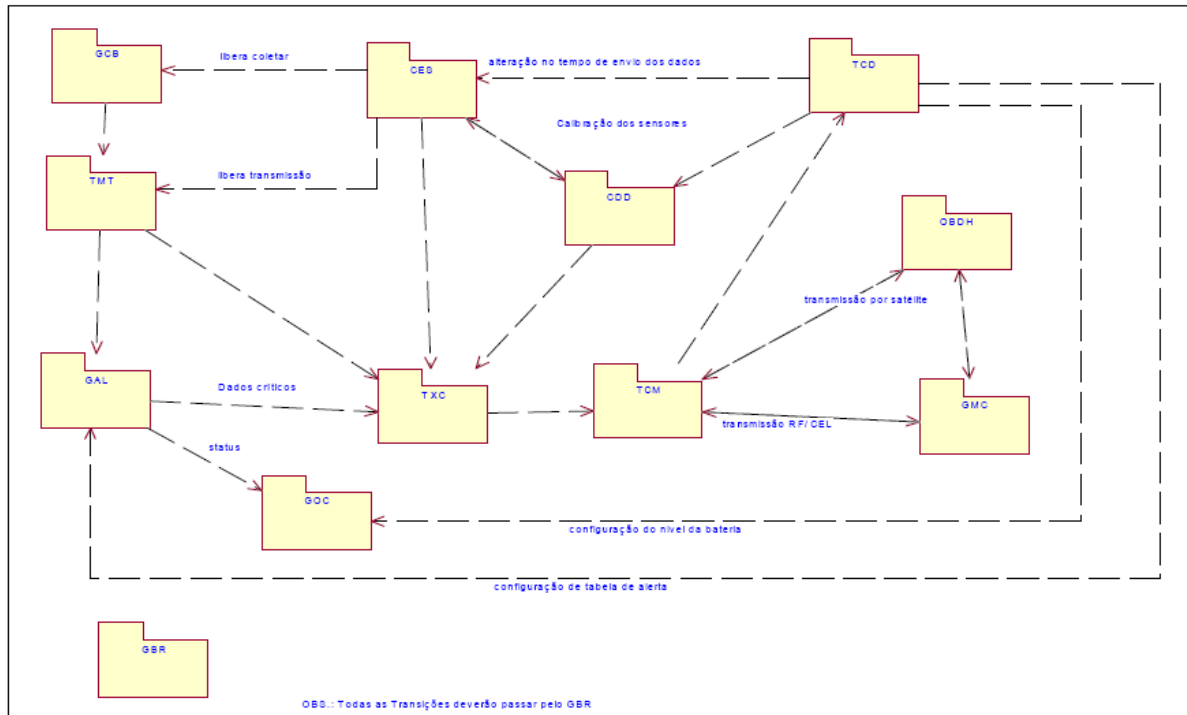 GCB
libera coletar
CES
alteração no tempo de envio dos dados
TCD
Calibração dos sensores
TMT
libera transmissão
CDD
OBDH
transmissão por satélite
GAL
Dados críticos
TXC
TCM
transmissão RF/CEL
GMC
status
GOC
configuração do nivel da bateria
configuração de tabela de alerta
GBR
OBS.: Todas as Transições deverão passar pelo GBR